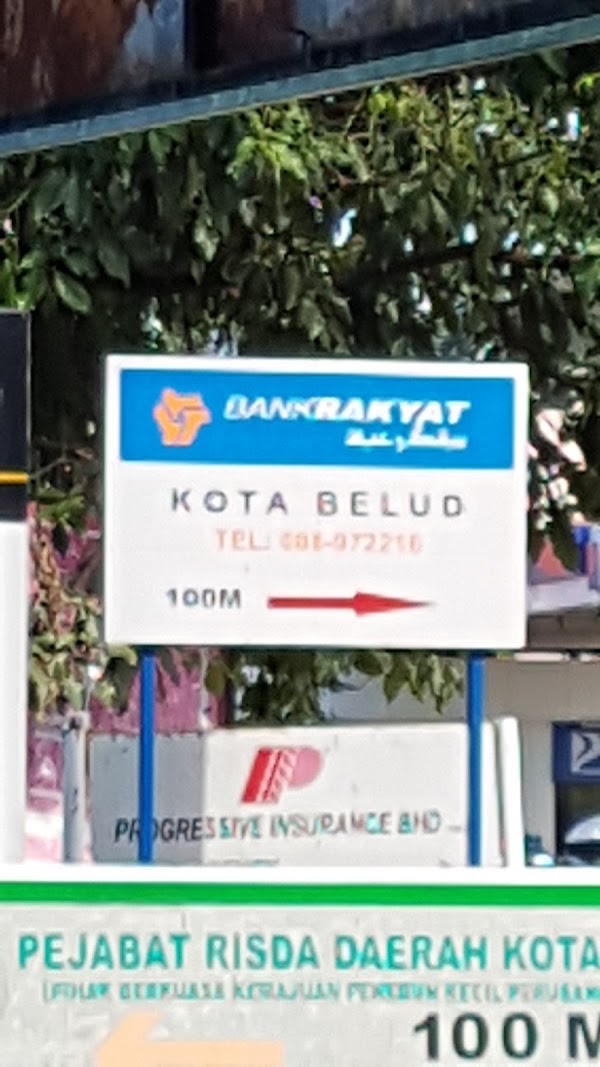 BANKRAKYAT
KOTA BELUD
TEL: 088-972216
100M
PROGRESSIVE INSURANCE BHD
PEJABAT RISDA DAERAH KOTA
100 M